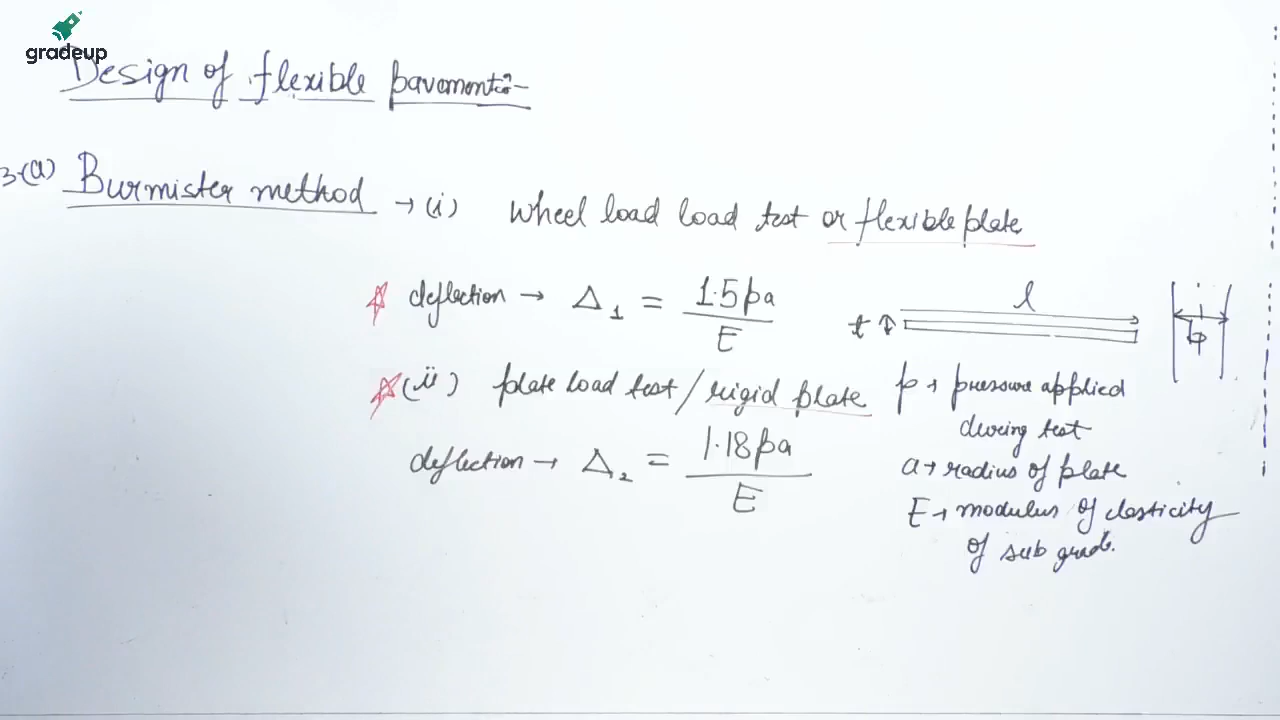 gradeup
Design of flexible pavement:-
3-(a) Burmister method → (i) wheel load load test or flexible plate
deflection → Δ₁ = 1.5pa / E
l
t
b
(ii) plate load test / rigid plate
deflection → Δ₂ = 1.18pa / E
p → pressure applied
during test
a → radius of plate
E → modulus of elasticity
of sub grade.